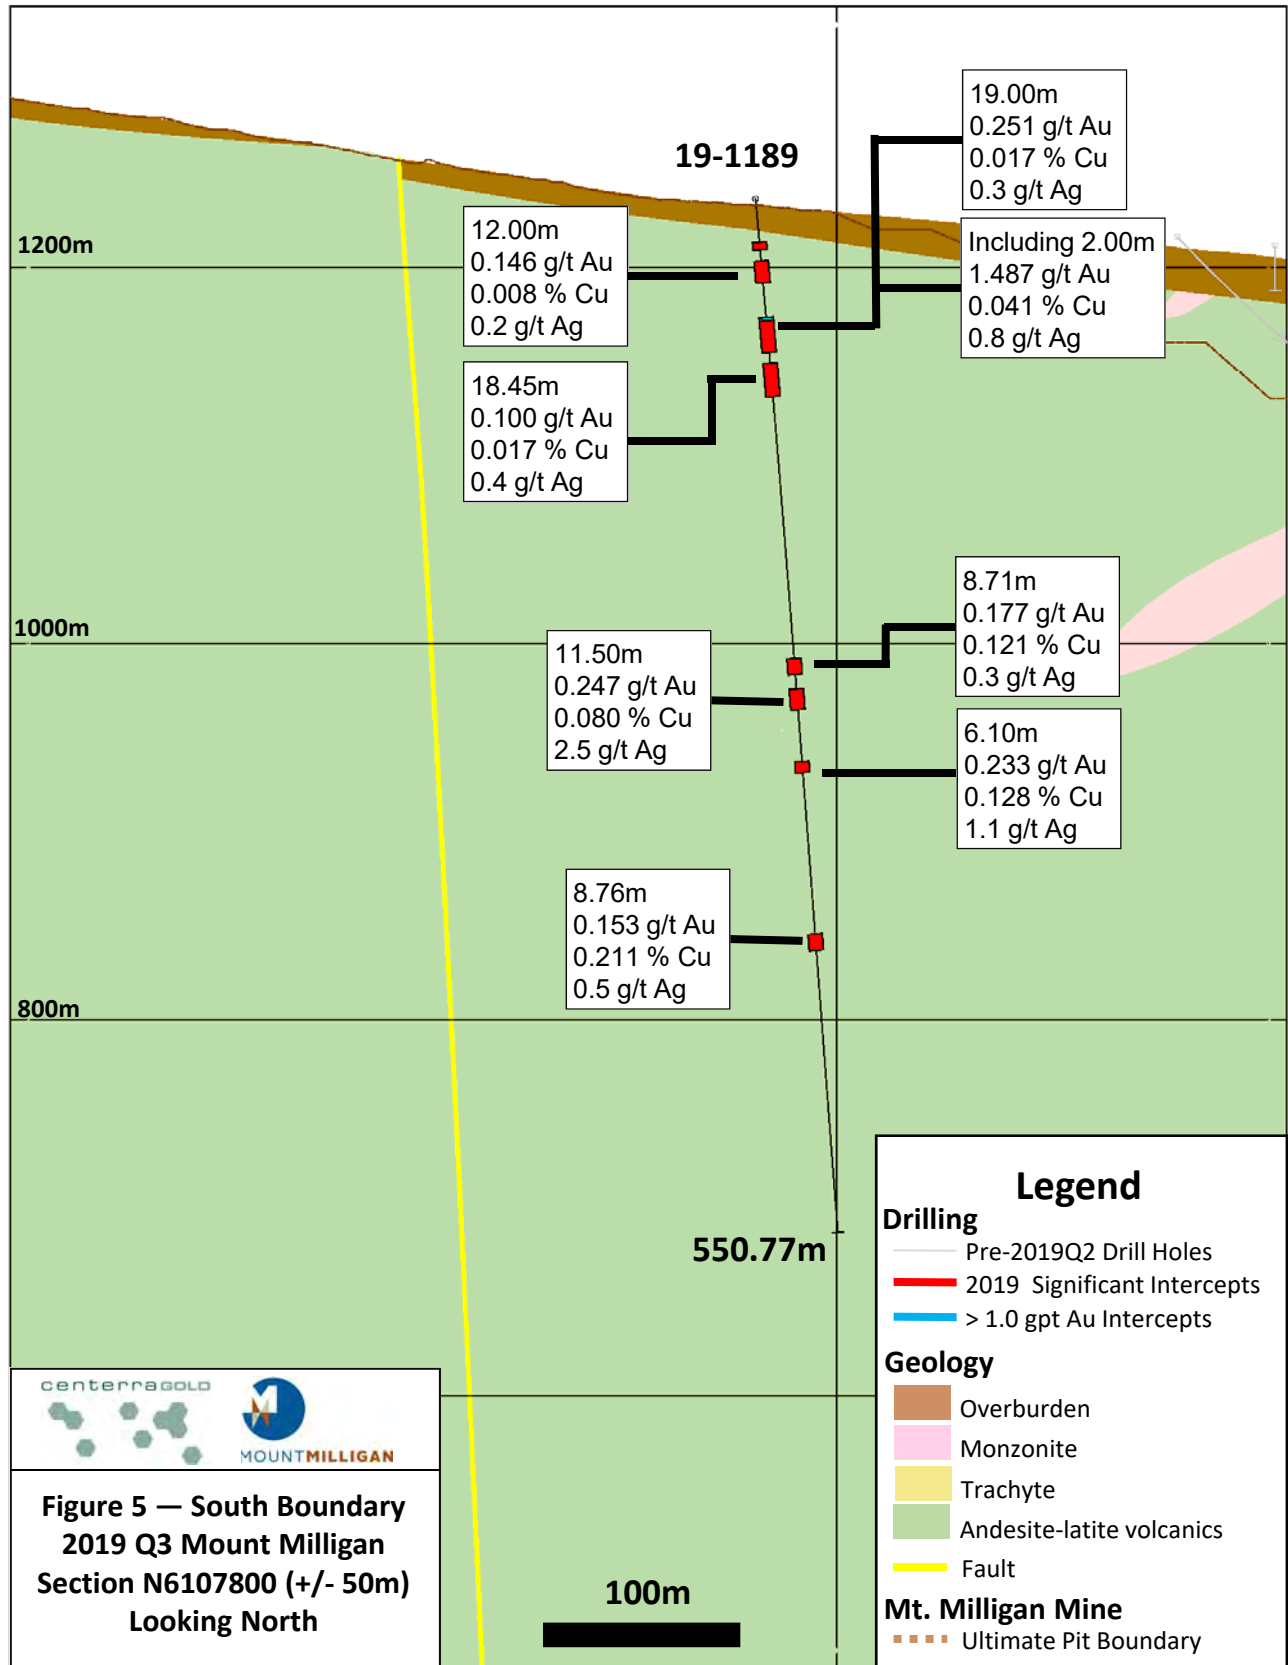 19-1189
19.00m
0.251 g/t Au
0.017 % Cu
0.3 g/t Ag
Including 2.00m
1.487 g/t Au
0.041 % Cu
0.8 g/t Ag
12.00m
0.146 g/t Au
0.008 % Cu
0.2 g/t Ag
1200m
18.45m
0.100 g/t Au
0.017 % Cu
0.4 g/t Ag
1000m
8.71m
0.177 g/t Au
0.121 % Cu
0.3 g/t Ag
11.50m
0.247 g/t Au
0.080 % Cu
2.5 g/t Ag
6.10m
0.233 g/t Au
0.128 % Cu
1.1 g/t Ag
8.76m
0.153 g/t Au
0.211 % Cu
0.5 g/t Ag
800m
550.77m
Legend
Drilling
Pre-2019Q2 Drill Holes
2019 Significant Intercepts
> 1.0 gpt Au Intercepts
Geology
Overburden
Monzonite
Trachyte
Andesite-latite volcanics
Fault
Mt. Milligan Mine
Ultimate Pit Boundary
centerraGOLD
MOUNTMILLIGAN
Figure 5 — South Boundary
2019 Q3 Mount Milligan
Section N6107800 (+/- 50m)
Looking North
100m